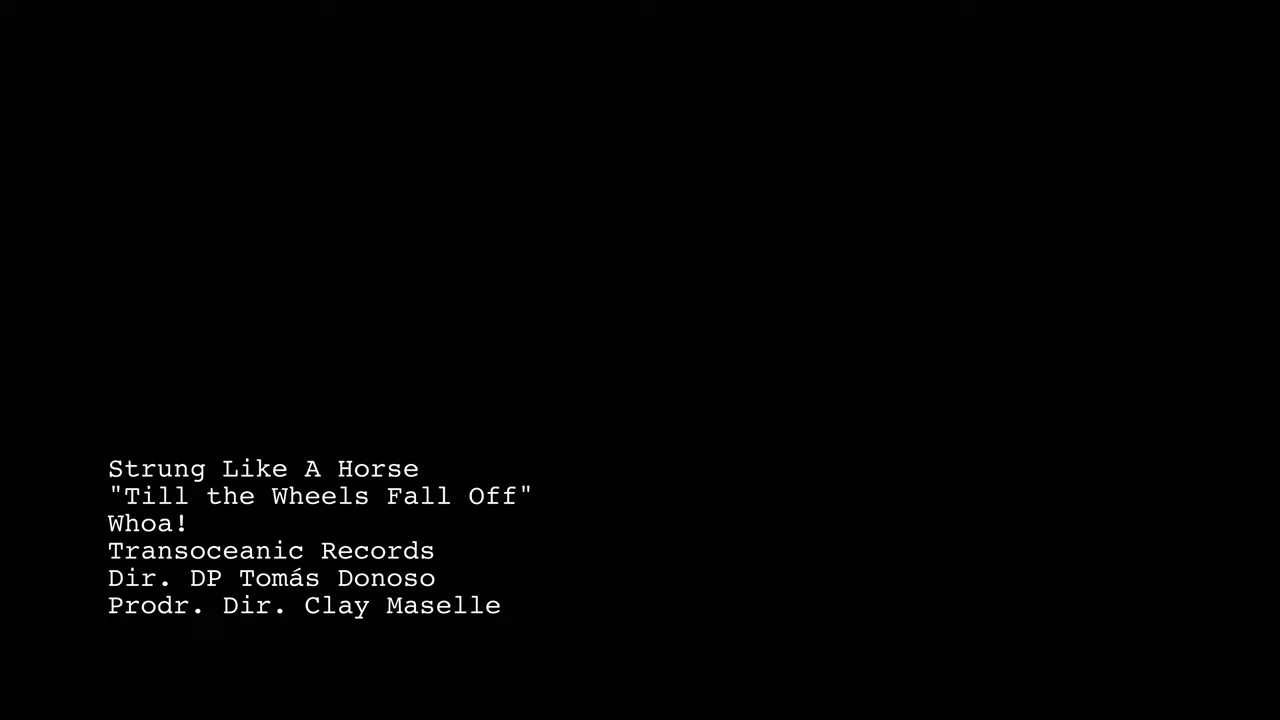 Strung Like A Horse
"Till the Wheels Fall Off"
Whoa!
Transoceanic Records
Dir. DP Tomás Donoso
Prodr. Dir. Clay Maselle